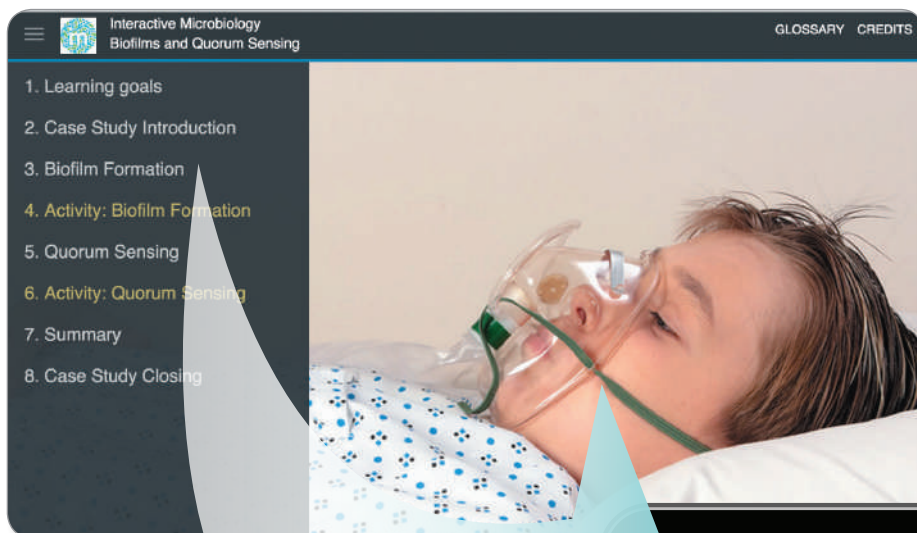 Interactive Microbiology
Biofilms and Quorum Sensing
GLOSSARY CREDITS
1. Learning goals
2. Case Study Introduction
3. Biofilm Formation
4. Activity: Biofilm Formation
5. Quorum Sensing
6. Activity: Quorum Sensing
7. Summary
8. Case Study Closing